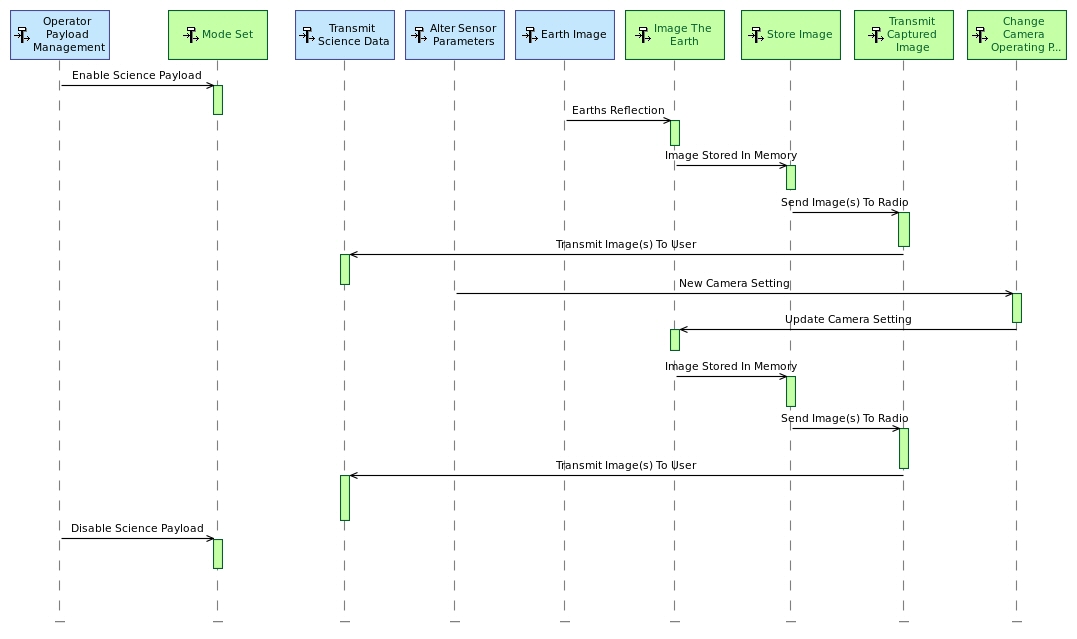 Operator
Payload
Management
Mode Set
Transmit
Science Data
Alter Sensor
Parameters
Earth Image
Image The
Earth
Store Image
Transmit
Captured
Image
Change
Camera
Operating P...
Enable Science Payload
Earths Reflection
Image Stored In Memory
Send Image(s) To Radio
Transmit Image(s) To User
New Camera Setting
Update Camera Setting
Image Stored In Memory
Send Image(s) To Radio
Transmit Image(s) To User
Disable Science Payload